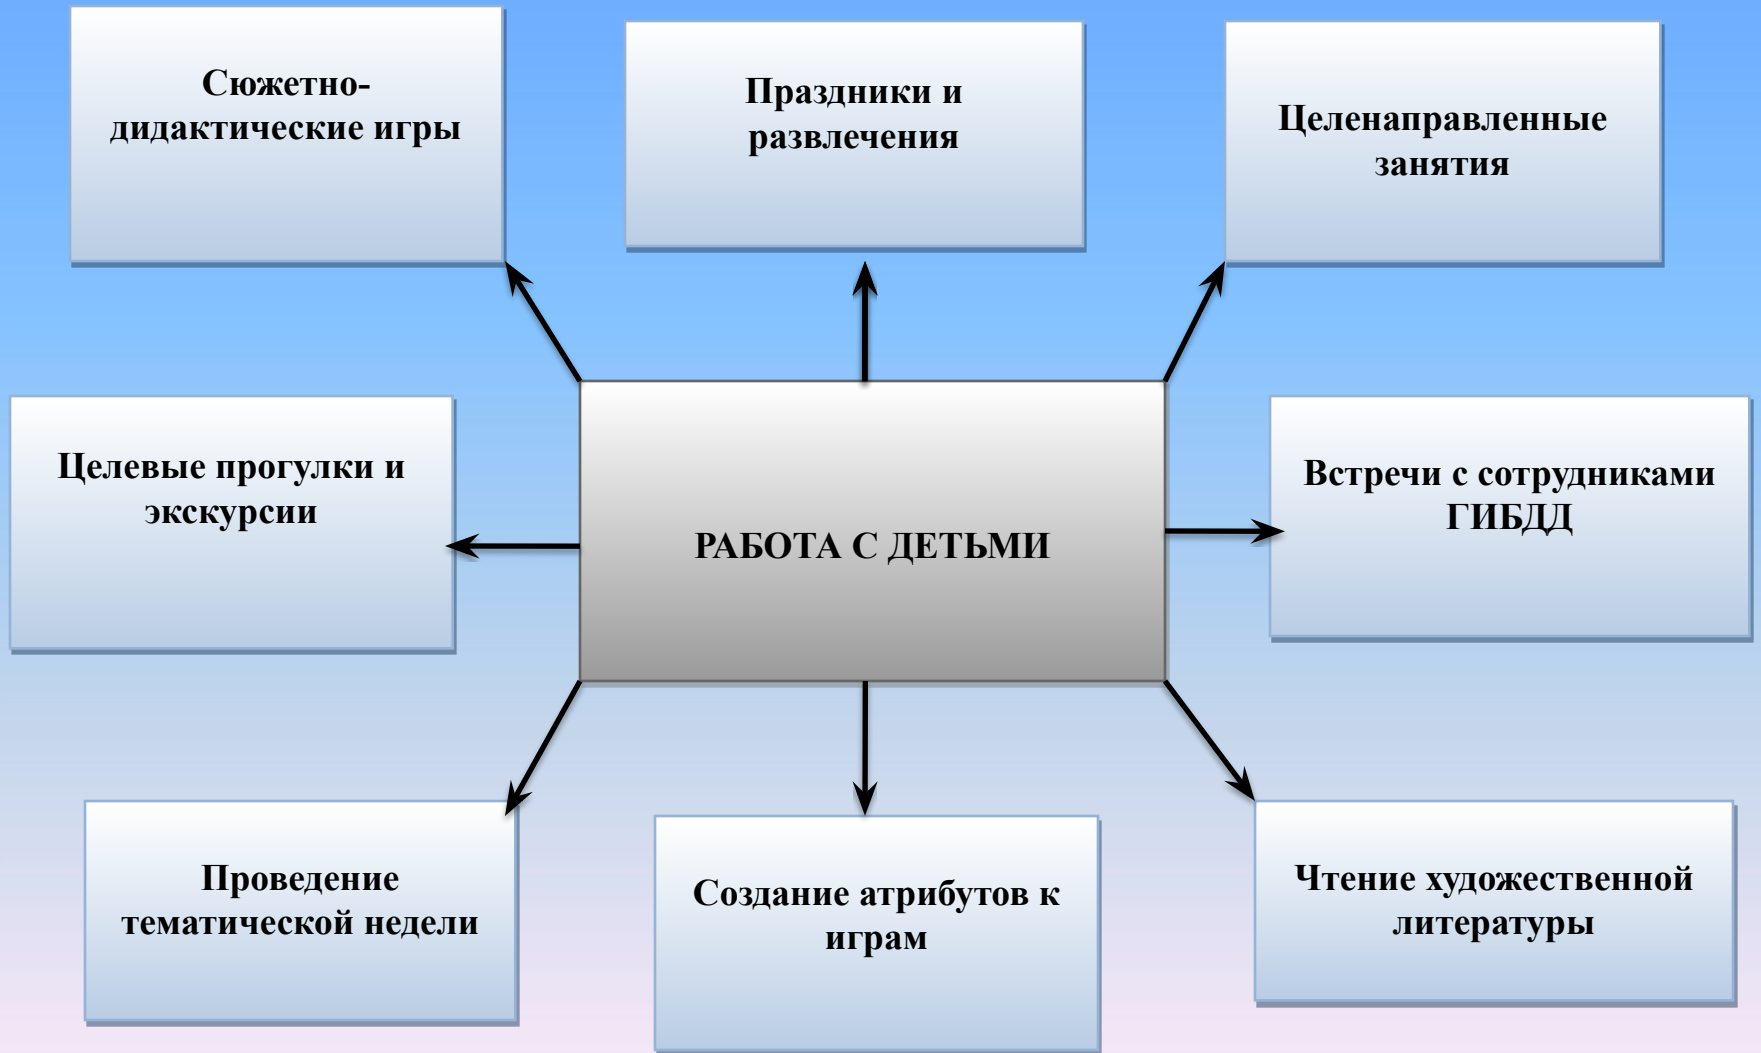 Сюжетно-
дидактические игры
Праздники и
развлечения
Целенаправленные
занятия
Целевые прогулки и
экскурсии
РАБОТА С ДЕТЬМИ
Встречи с сотрудниками
ГИБДД
Проведение
тематической недели
Создание атрибутов к
играм
Чтение художественной
литературы